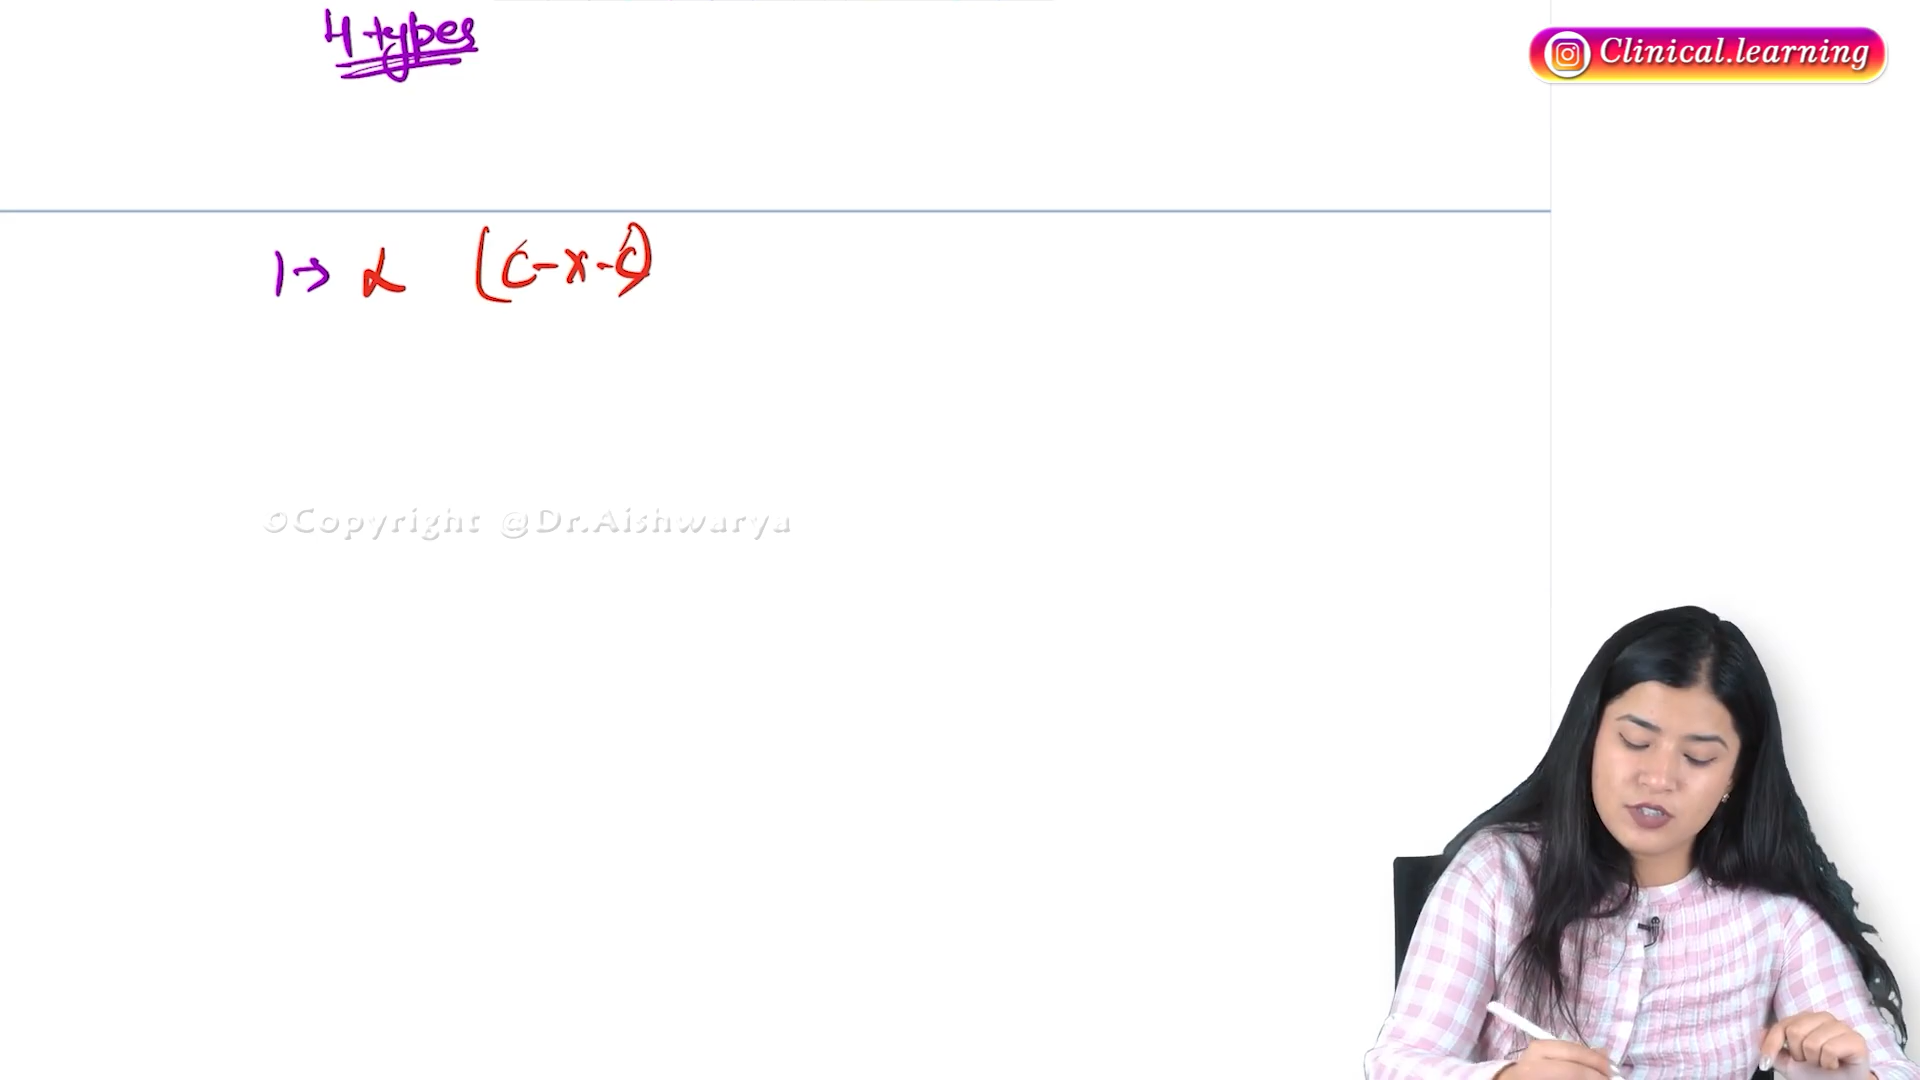 4 types
Clinical.learning
1→ α (C-X-C)
©Copyright @Dr.Aishwarya